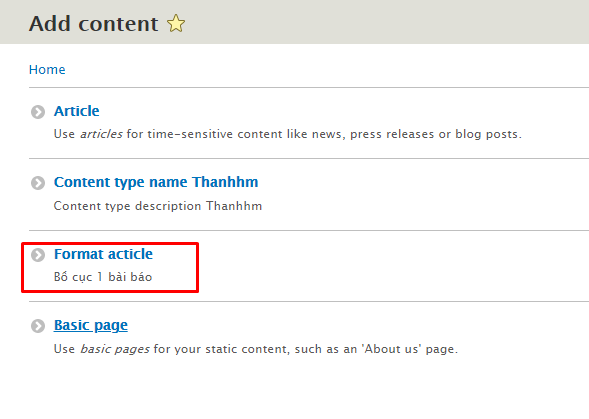 Add content
Home
Article
Use articles for time-sensitive content like news, press releases or blog posts.
Content type name Thanhhm
Content type description Thanhhm
Format acticle
Bố cục 1 bài báo
Basic page
Use basic pages for your static content, such as an 'About us' page.